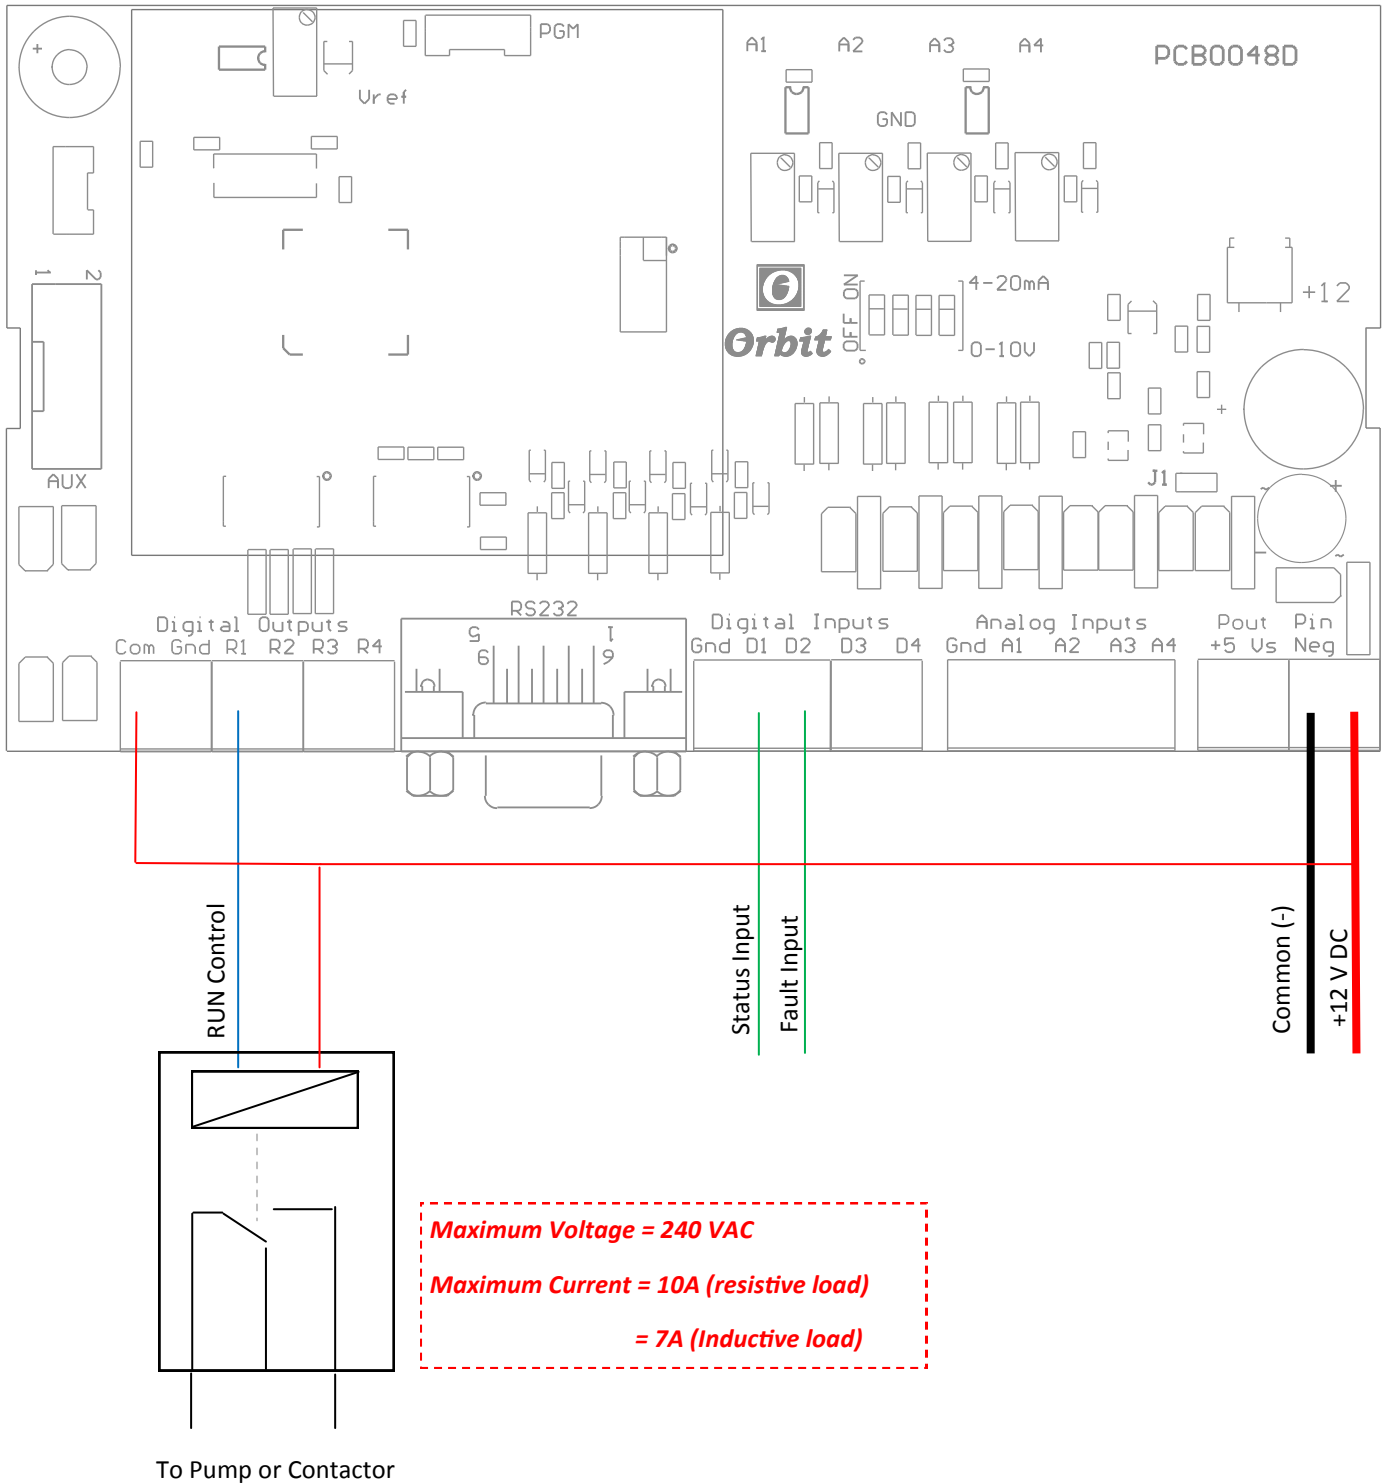 PGM
A1 A2 A3 A4
PCB0048D
Vref
GND
1 2
4-20mA
+12
OFF ON
Orbit
0-10V
+
+
AUX
J1
~ +
- ~
RS232
Digital Outputs
Com Gnd R1 R2 R3 R4
5 1
9 6
Digital Inputs
Gnd D1 D2 D3 D4
Analog Inputs
Gnd A1 A2 A3 A4
Pout Pin
+5 Vs Neg
RUN Control
Status Input
Fault Input
Common (-)
+12 V DC
Maximum Voltage = 240 VAC
Maximum Current = 10A (resistive load)
= 7A (Inductive load)
To Pump or Contactor